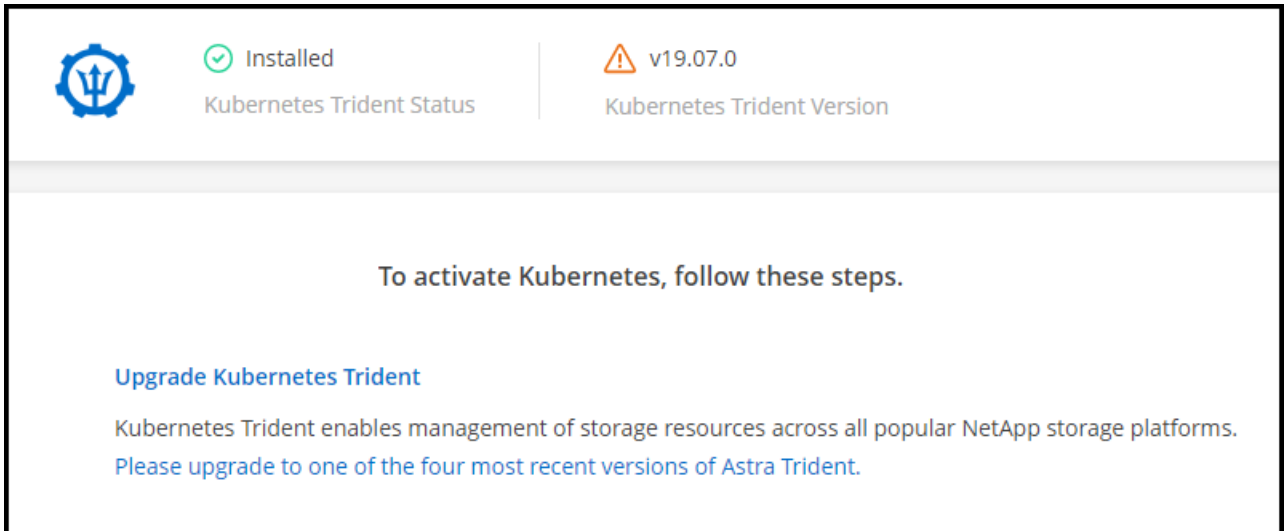 Installed
Kubernetes Trident Status
v19.07.0
Kubernetes Trident Version
To activate Kubernetes, follow these steps.
Upgrade Kubernetes Trident
Kubernetes Trident enables management of storage resources across all popular NetApp storage platforms.
Please upgrade to one of the four most recent versions of Astra Trident.